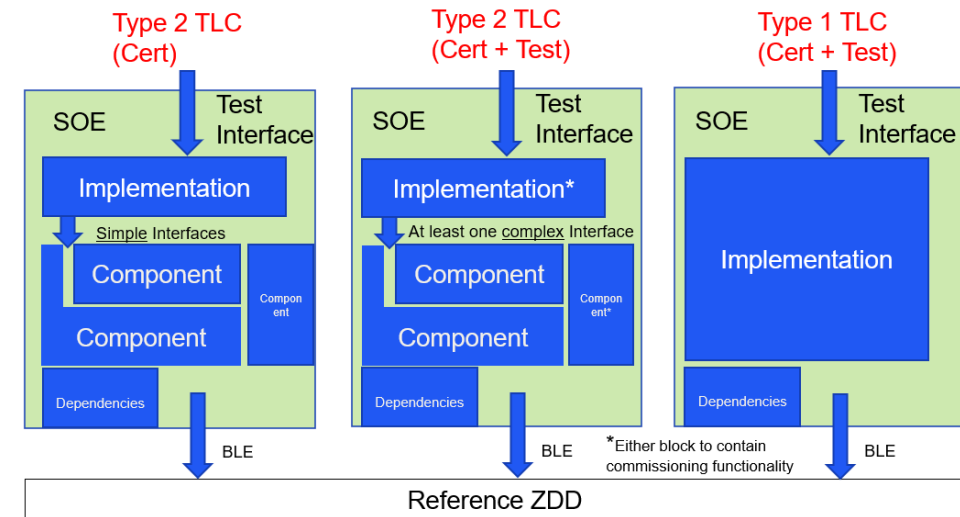 Type 2 TLC
(Cert)
SOE
Test
Interface
Implementation
Simple Interfaces
Component
Compon
ent
Component
Dependencies
BLE
Type 2 TLC
(Cert + Test)
SOE
Test
Interface
Implementation*
At least one complex Interface
Component
Compon
ent*
Component
Dependencies
BLE
Type 1 TLC
(Cert + Test)
SOE
Test
Interface
Implementation
Dependencies
BLE
*Either block to contain
commissioning functionality
Reference ZDD